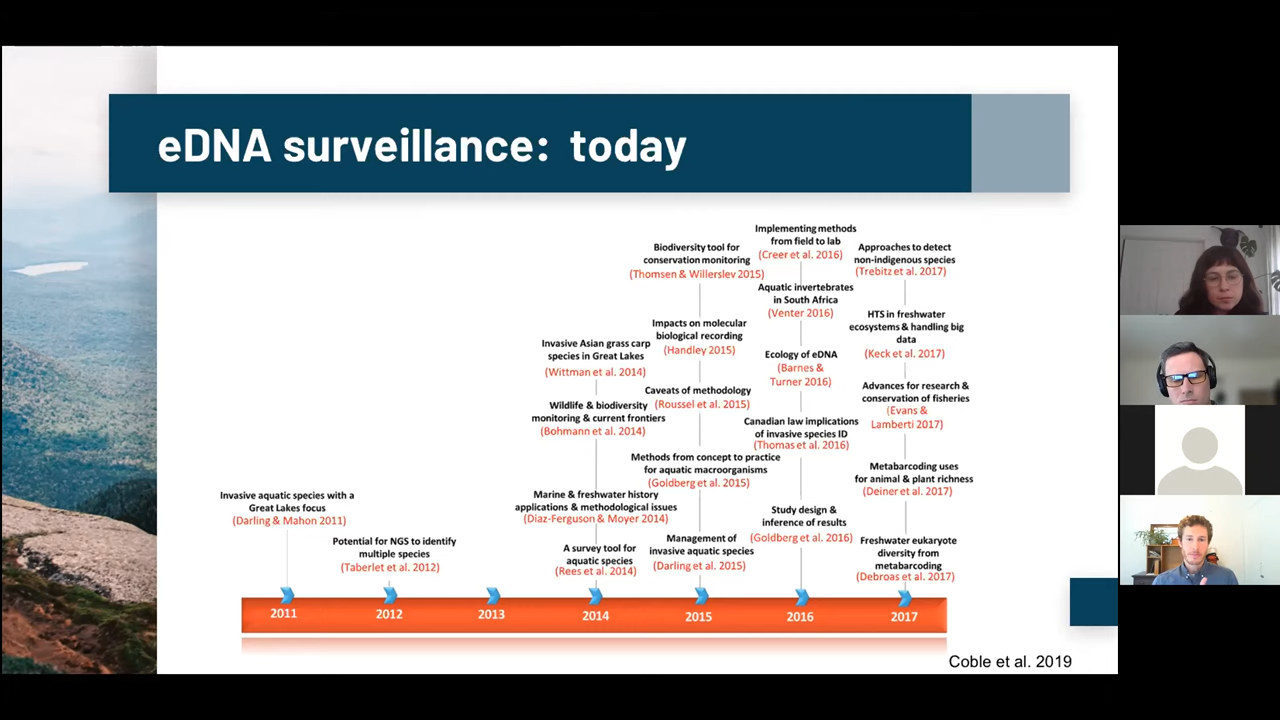 eDNA surveillance: today
Invasive aquatic species with a
Great Lakes focus
(Darling & Mahon 2011)
Potential for NGS to identify
multiple species
(Taberlet et al. 2012)
Invasive Asian grass carp
species in Great Lakes
(Wittman et al. 2014)
Wildlife & biodiversity
monitoring & current frontiers
(Bohmann et al. 2014)
Marine & freshwater history
applications & methodological issues
(Diaz-Ferguson & Moyer 2014)
A survey tool for
aquatic species
(Rees et al. 2014)
Biodiversity tool for
conservation monitoring
(Thomsen & Willerslev 2015)
Impacts on molecular
biological recording
(Handley 2015)
Caveats of methodology
(Roussel et al. 2015)
Methods from concept to practice
for aquatic macroorganisms
(Goldberg et al. 2015)
Management of
invasive aquatic species
(Darling et al. 2015)
Implementing methods
from field to lab
(Creer et al. 2016)
Aquatic invertebrates
in South Africa
(Venter 2016)
Ecology of eDNA
(Barnes &
Turner 2016)
Canadian law implications
of invasive species ID
(Thomas et al. 2016)
Study design &
inference of results
(Goldberg et al. 2016)
Approaches to detect
non-indigenous species
(Trebitz et al. 2017)
HTS in freshwater
ecosystems & handling big
data
(Keck et al. 2017)
Advances for research &
conservation of fisheries
(Evans &
Lamberti 2017)
Metabarcoding uses
for animal & plant richness
(Deiner et al. 2017)
Freshwater eukaryote
diversity from
metabarcoding
(Debroas et al. 2017)
2011 2012 2013 2014 2015 2016 2017
Coble et al. 2019